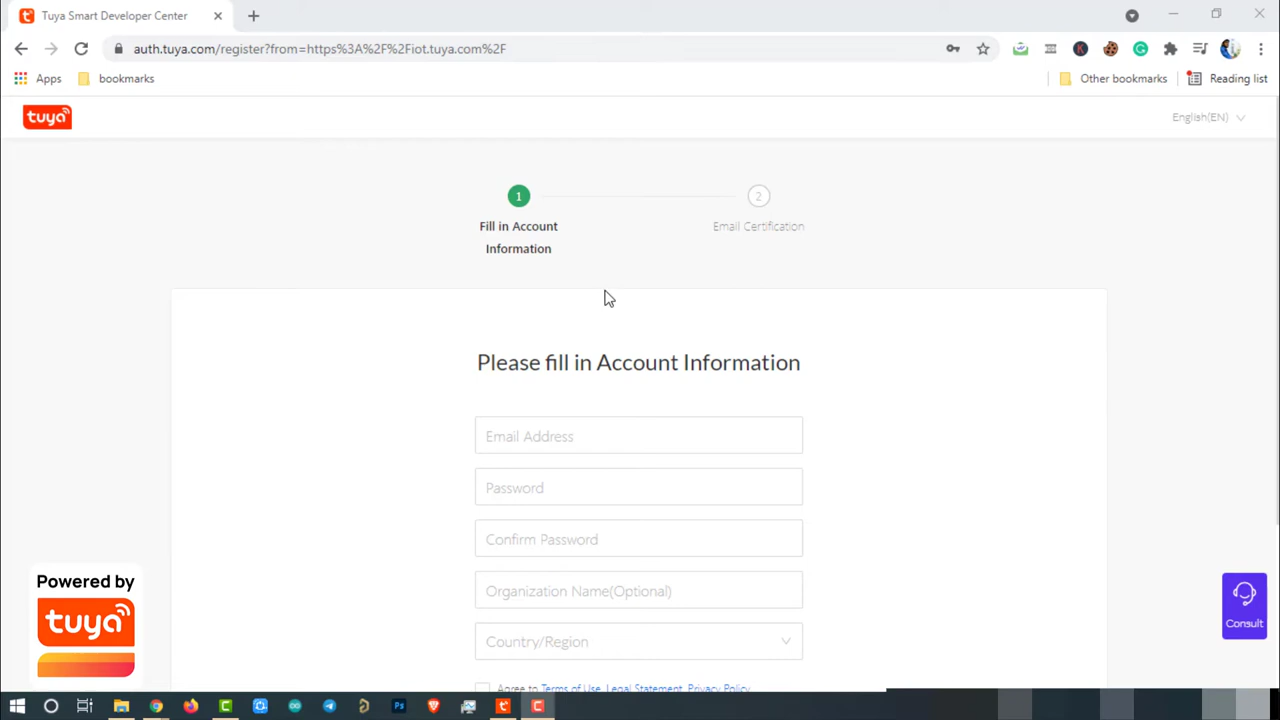 Tuya Smart Developer Center
auth.tuya.com/register?from=https%3A%2F%2Fiot.tuya.com%2F
Apps
bookmarks
Other bookmarks
Reading list
tuya
English(EN)
1
2
Fill in Account
Information
Email Certification
Please fill in Account Information
Email Address
Password
Confirm Password
Organization Name(Optional)
Country/Region
Agree to Terms of Use, Legal Statement, Privacy Policy
Powered by
tuya
Consult